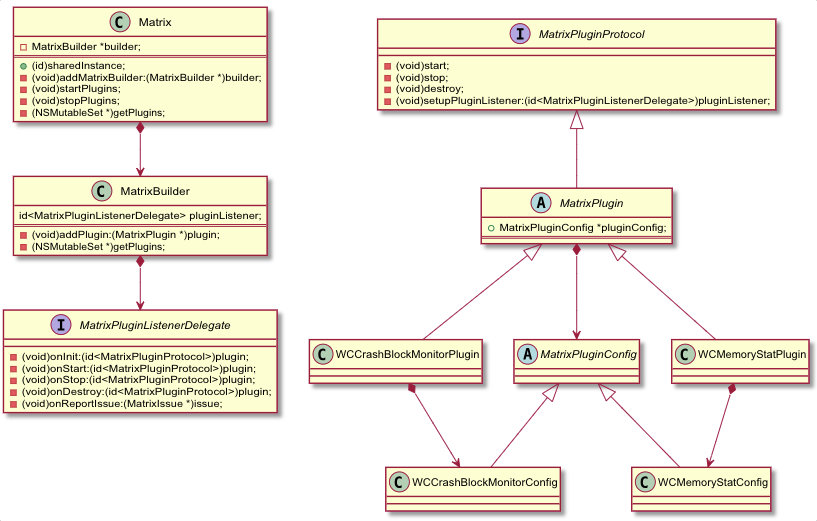 C Matrix
MatrixBuilder *builder;
(id)sharedInstance;
(void)addMatrixBuilder:(MatrixBuilder *)builder;
(void)startPlugins;
(void)stopPlugins;
(NSMutableSet *)getPlugins;
C MatrixBuilder
id<MatrixPluginListenerDelegate> pluginListener;
(void)addPlugin:(MatrixPlugin *)plugin;
(NSMutableSet *)getPlugins;
I MatrixPluginListenerDelegate
(void)onInit:(id<MatrixPluginProtocol>)plugin;
(void)onStart:(id<MatrixPluginProtocol>)plugin;
(void)onStop:(id<MatrixPluginProtocol>)plugin;
(void)onDestroy:(id<MatrixPluginProtocol>)plugin;
(void)onReportIssue:(MatrixIssue *)issue;
I MatrixPluginProtocol
(void)start;
(void)stop;
(void)destroy;
(void)setupPluginListener:(id<MatrixPluginListenerDelegate>)pluginListener;
A MatrixPlugin
MatrixPluginConfig *pluginConfig;
C WCCrashBlockMonitorPlugin
A MatrixPluginConfig
C WCMemoryStatPlugin
C WCCrashBlockMonitorConfig
C WCMemoryStatConfig